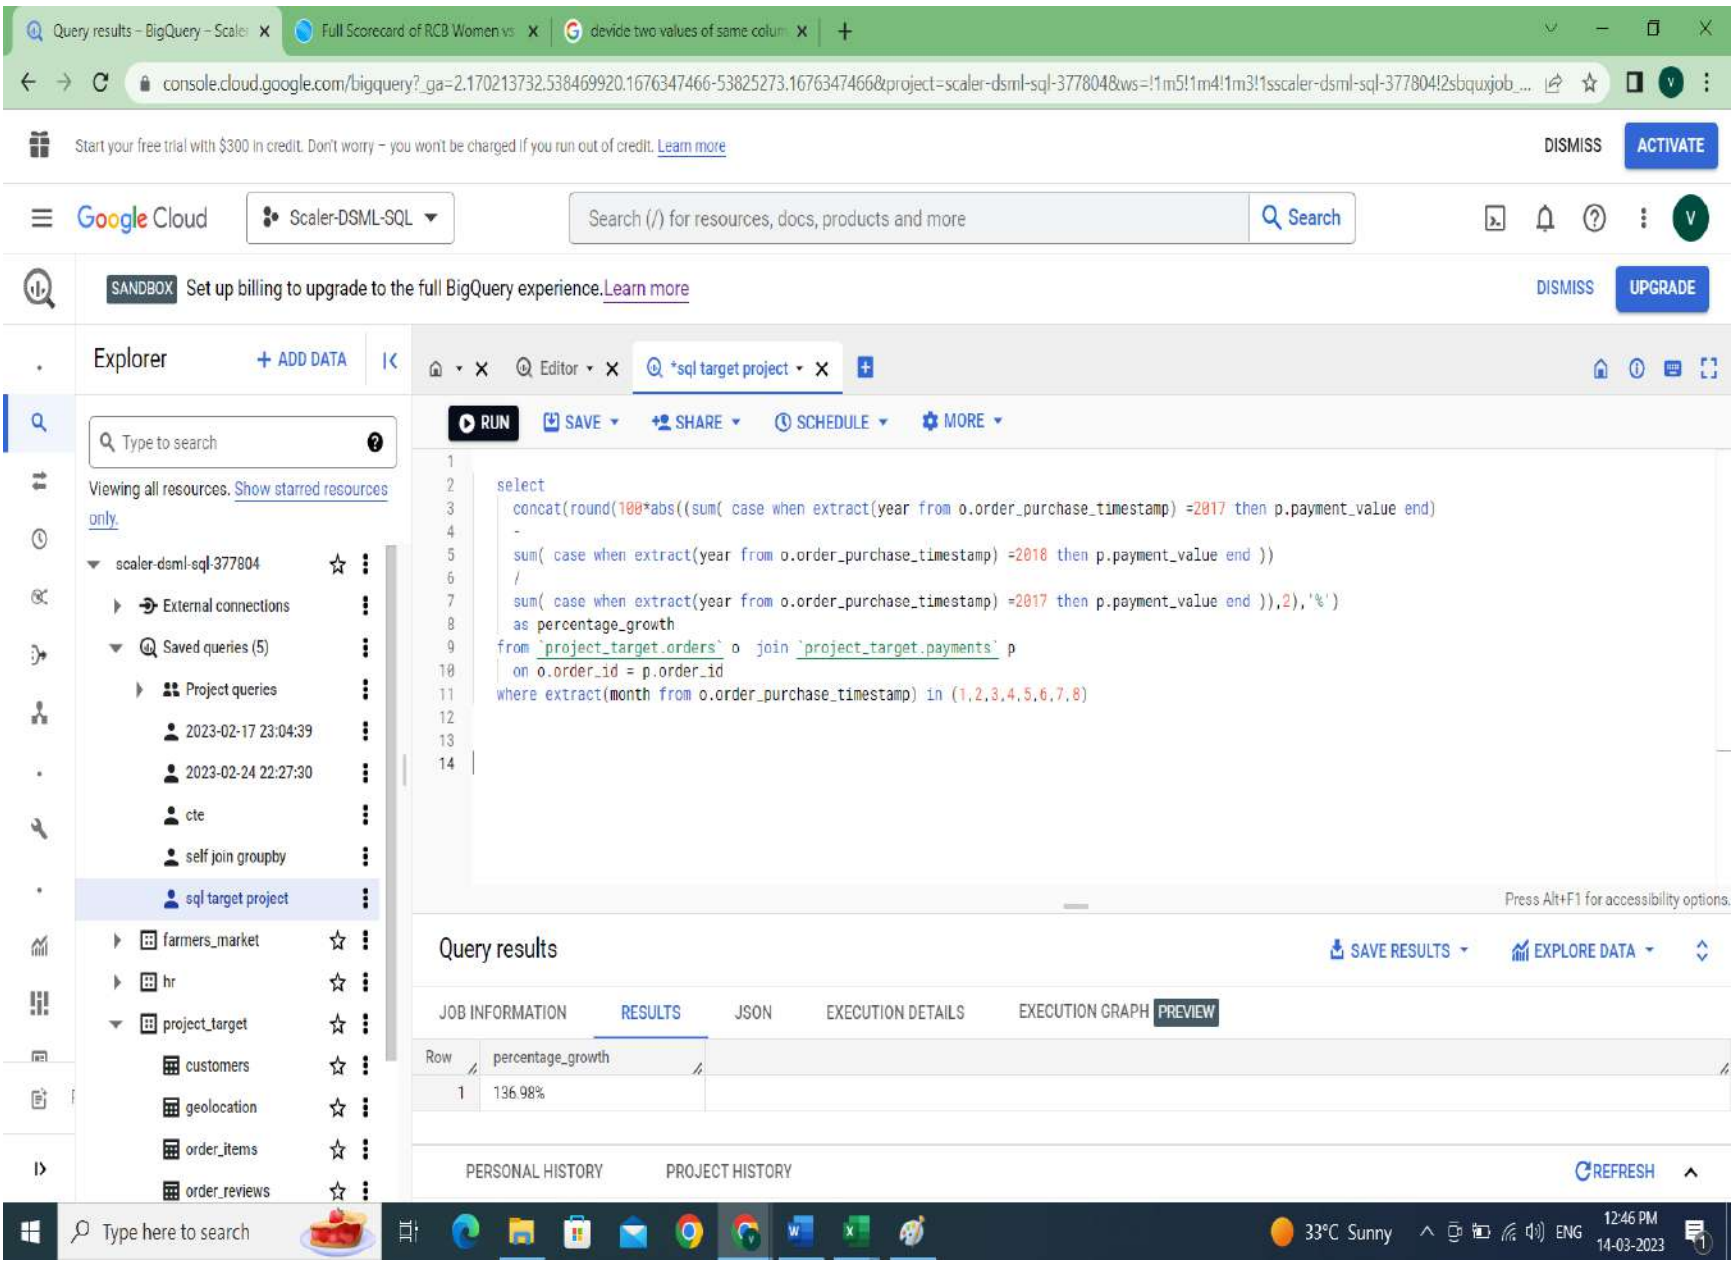 Query results – BigQuery – Scaler
Full Scorecard of RCB Women vs
devide two values of same colum
console.cloud.google.com/bigquery?_ga=2.170213732.538469920.1676347466-53825273.1676347466&project=scaler-dsml-sql-377804&ws=!1m5!1m4!1m3!1sscaler-dsml-sql-377804!2sbquxjob_...
V
Start your free trial with $300 in credit. Don't worry – you won't be charged if you run out of credit. Learn more
DISMISS
ACTIVATE
Google Cloud
Scaler-DSML-SQL
Search (/) for resources, docs, products and more
Search
V
SANDBOX Set up billing to upgrade to the full BigQuery experience. Learn more
DISMISS
UPGRADE
Explorer
+ ADD DATA
Editor
*sql target project
RUN
SAVE
SHARE
SCHEDULE
MORE
Type to search
Viewing all resources. Show starred resources
only.
scaler-dsml-sql-377804
External connections
Saved queries (5)
Project queries
2023-02-17 23:04:39
2023-02-24 22:27:30
cte
self join groupby
sql target project
farmers_market
hr
project_target
customers
geolocation
order_items
order_reviews
1
2 select
3 concat(round(100*abs((sum( case when extract(year from o.order_purchase_timestamp) =2017 then p.payment_value end)
4 -
5 sum( case when extract(year from o.order_purchase_timestamp) =2018 then p.payment_value end ))
6 /
7 sum( case when extract(year from o.order_purchase_timestamp) =2017 then p.payment_value end )),2),'%')
8 as percentage_growth
9 from `project_target.orders` o join `project_target.payments` p
10 on o.order_id = p.order_id
11 where extract(month from o.order_purchase_timestamp) in (1,2,3,4,5,6,7,8)
12
13
14
Press Alt+F1 for accessibility options.
Query results
SAVE RESULTS
EXPLORE DATA
JOB INFORMATION
RESULTS
JSON
EXECUTION DETAILS
EXECUTION GRAPH PREVIEW
Row percentage_growth
1 136.98%
PERSONAL HISTORY
PROJECT HISTORY
REFRESH
Type here to search
33°C Sunny
ENG
12:46 PM
14-03-2023
1